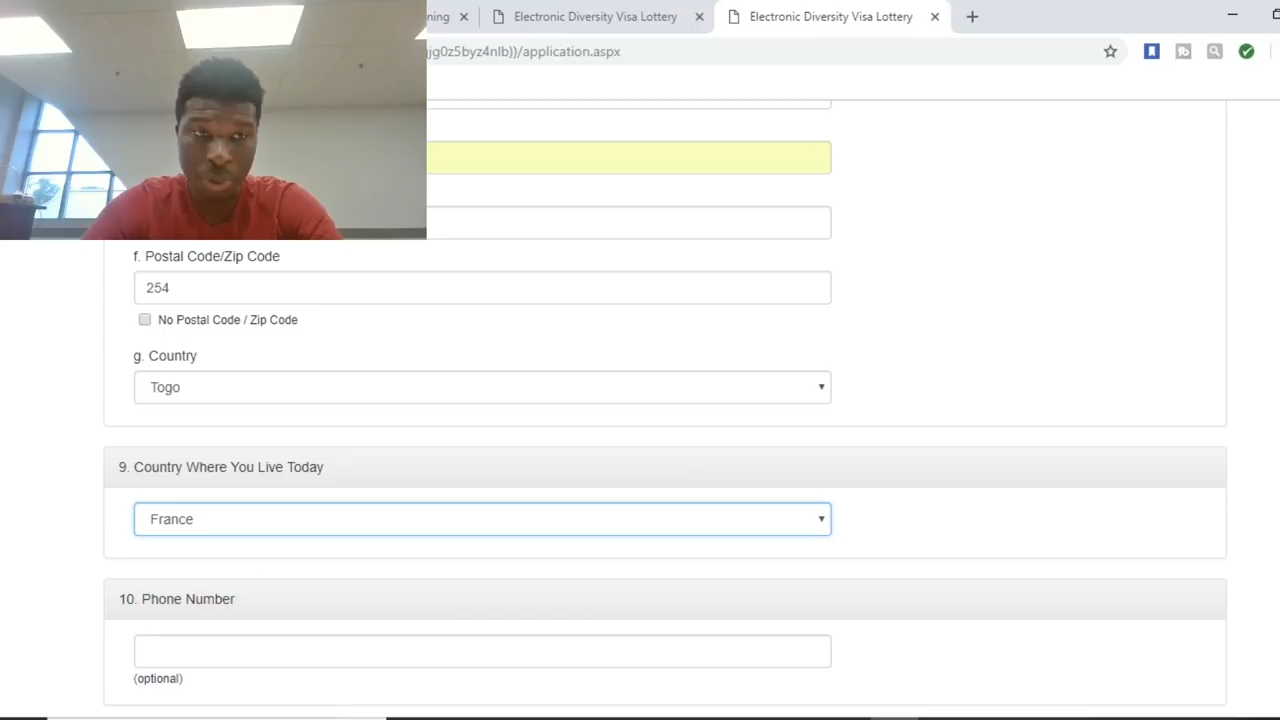 ning
Electronic Diversity Visa Lottery
Electronic Diversity Visa Lottery
jg0z5byz4nlb))/application.aspx
f. Postal Code/Zip Code
254
No Postal Code / Zip Code
g. Country
Togo
9. Country Where You Live Today
France
10. Phone Number
(optional)